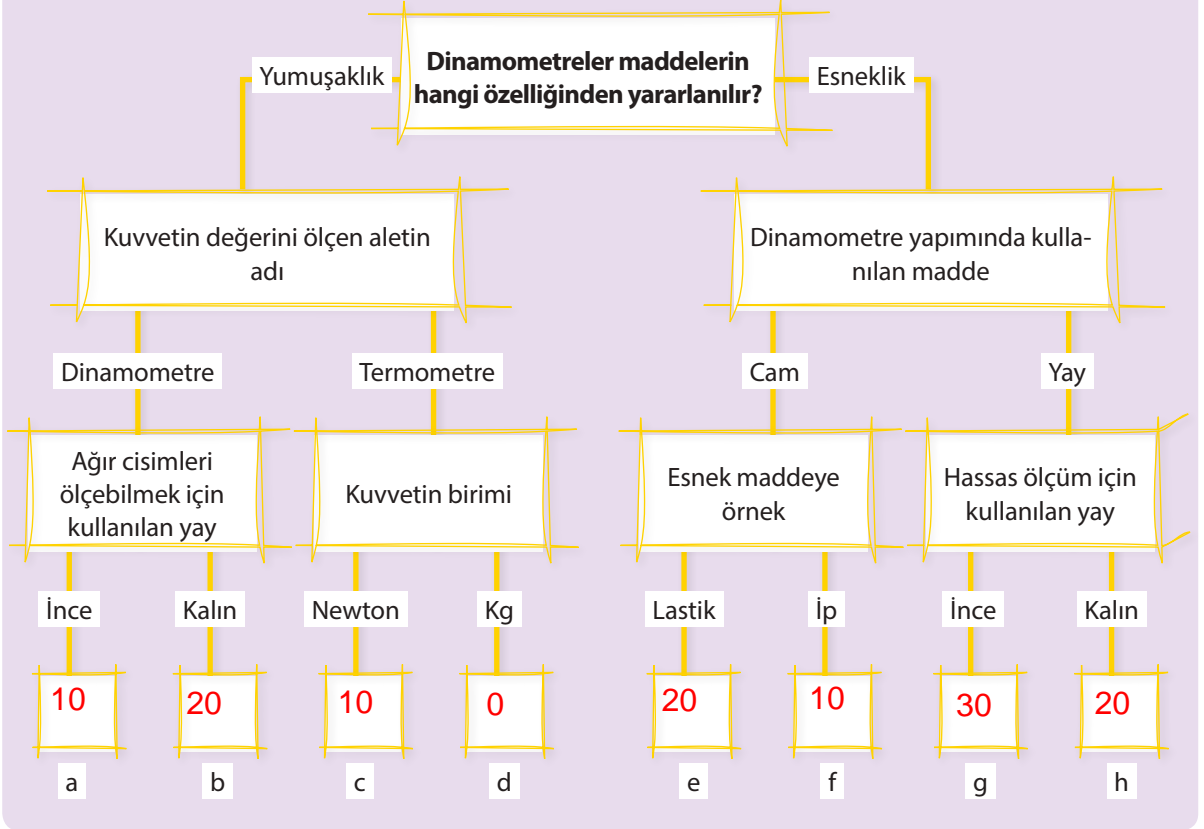 Dinamometreler maddelerin
hangi özelliğinden yararlanılır?
Yumuşaklık
Esneklik
Kuvvetin değerini ölçen aletin
adı
Dinamometre yapımında kulla-
nılan madde
Dinamometre
Termometre
Cam
Yay
Ağır cisimleri
ölçebilmek için
kullanılan yay
Kuvvetin birimi
Esnek maddeye
örnek
Hassas ölçüm için
kullanılan yay
İnce
Kalın
Newton
Kg
Lastik
İp
İnce
Kalın
10
20
10
0
20
10
30
20
a
b
c
d
e
f
g
h